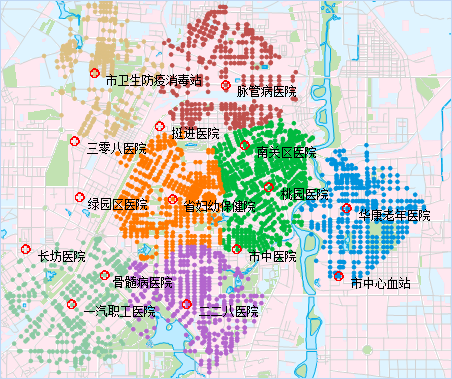 市卫生防疫消毒站
脉管病医院
挺进医院
三零八医院
南关区医院
桃园医院
绿园区医院
省妇幼保健院
华康老年医院
长坊医院
市中医院
骨髓病医院
市中心血站
一汽职工医院
二二八医院